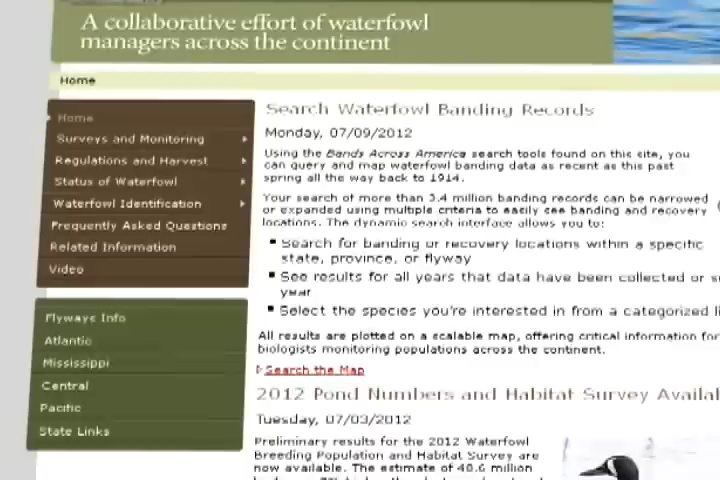 A collaborative effort of waterfowl
managers across the continent
Home
Home
Surveys and Monitoring
Regulations and Harvest
Status of Waterfowl
Waterfowl Identification
Frequently Asked Questions
Related Information
Video
Flyways Info
Atlantic
Mississippi
Central
Pacific
State Links
Search Waterfowl Banding Records
Monday, 07/09/2012
Using the Bands Across America search tools found on this site, you
can query and map waterfowl banding data as recent as this past
spring all the way back to 1914.
Your search of more than 3.4 million banding records can be narrowed
or expanded using multiple criteria to easily see banding and recovery
locations. The dynamic search interface allows you to:
Search for banding or recovery locations within a specific
state, province, or flyway
See results for all years that data have been collected or
year
Select the species you're interested in from a categorized
All results are plotted on a scalable map, offering critical information for
biologists monitoring populations across the continent.
Search the Map
2012 Pond Numbers and Habitat Survey
Tuesday, 07/03/2012
Preliminary results for the 2012 Waterfowl
Breeding Population and Habitat Survey are
now available. The estimate of 48.6 million